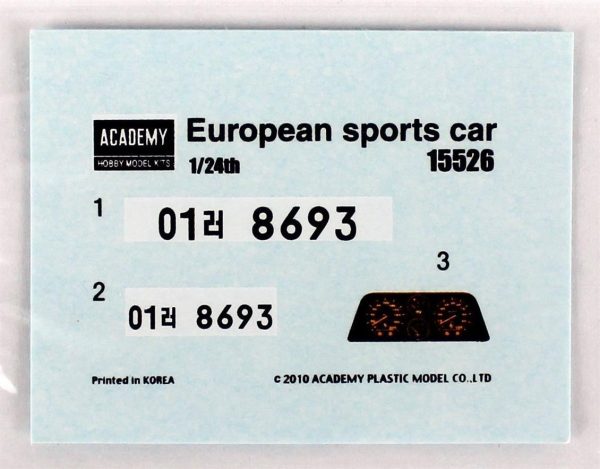 ACADEMY
HOBBY MODEL KITS
European sports car
1/24th
15526
1
01러 8693
3
2
01러 8693
Printed in KOREA
© 2010 ACADEMY PLASTIC MODEL CO.,LTD